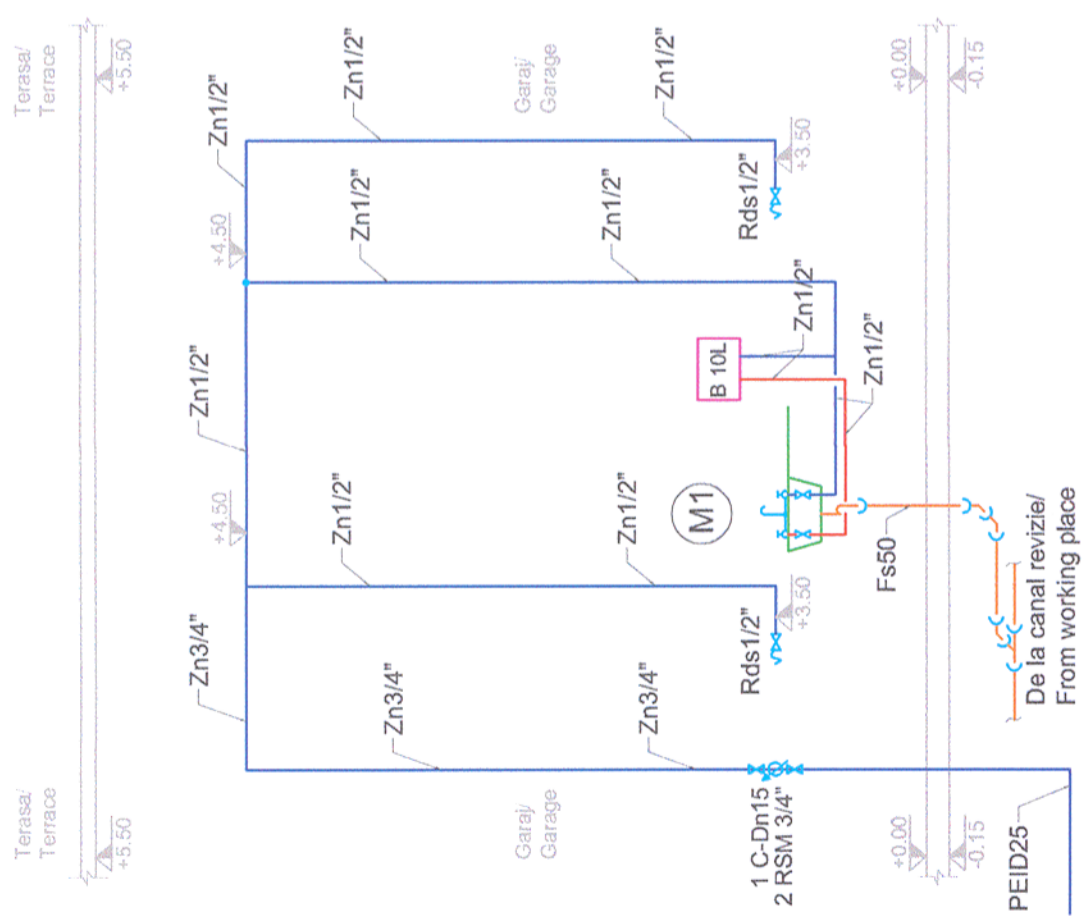 Terasa/
Terrace
+5.50
Terasa/
Terrace
+5.50
Zn3/4"
+4.50
Zn1/2"
+4.50
Zn1/2"
Zn1/2"
Zn3/4"
Zn1/2"
Zn1/2"
Zn1/2"
Garaj/
Garage
Garaj/
Garage
Zn3/4"
Zn1/2"
Zn1/2"
Zn1/2"
1 C-Dn15
2 RSM 3/4"
Rds1/2"
+3.50
M1
B 10L
Zn1/2"
Zn1/2"
Rds1/2"
+3.50
Fs50
+0.00
-0.15
+0.00
-0.15
PEID25
De la canal revizie/
From working place